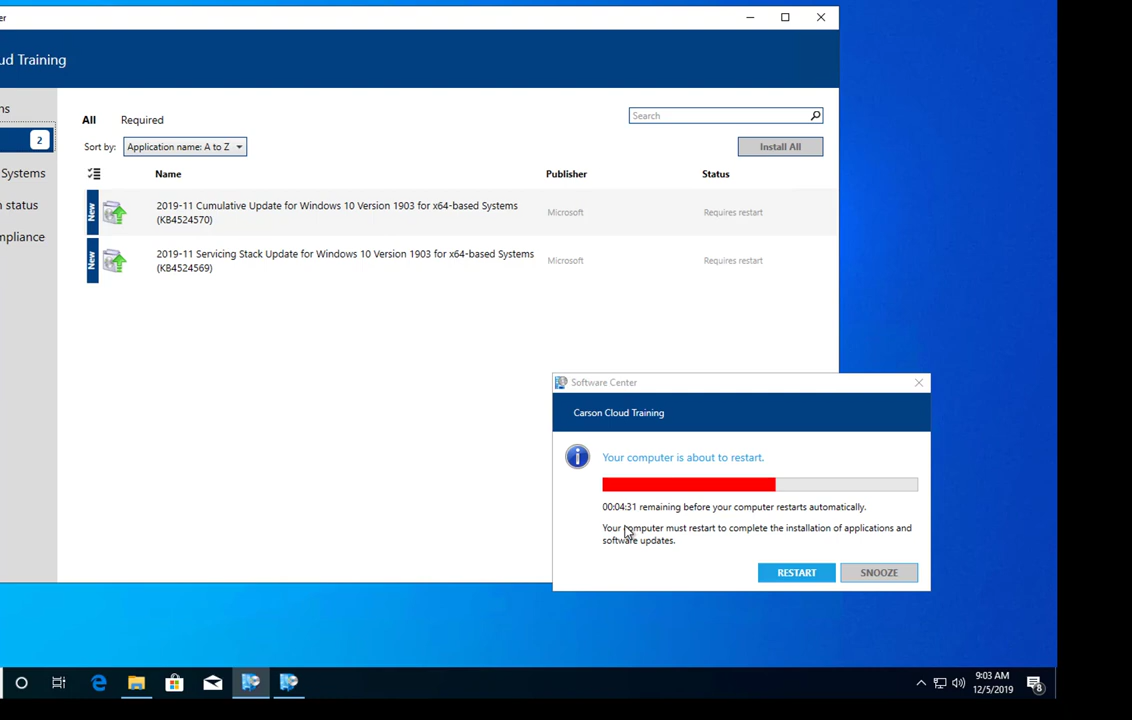 er
ud Training
ns
2
Systems
n status
mpliance
All Required
Search
Sort by: Application name: A to Z
Install All
Name Publisher Status
New
2019-11 Cumulative Update for Windows 10 Version 1903 for x64-based Systems
(KB4524570)
Microsoft
Requires restart
New
2019-11 Servicing Stack Update for Windows 10 Version 1903 for x64-based Systems
(KB4524569)
Microsoft
Requires restart
Software Center
Carson Cloud Training
Your computer is about to restart.
00:04:31 remaining before your computer restarts automatically.
Your computer must restart to complete the installation of applications and
software updates.
RESTART SNOOZE
9:03 AM
12/5/2019
8